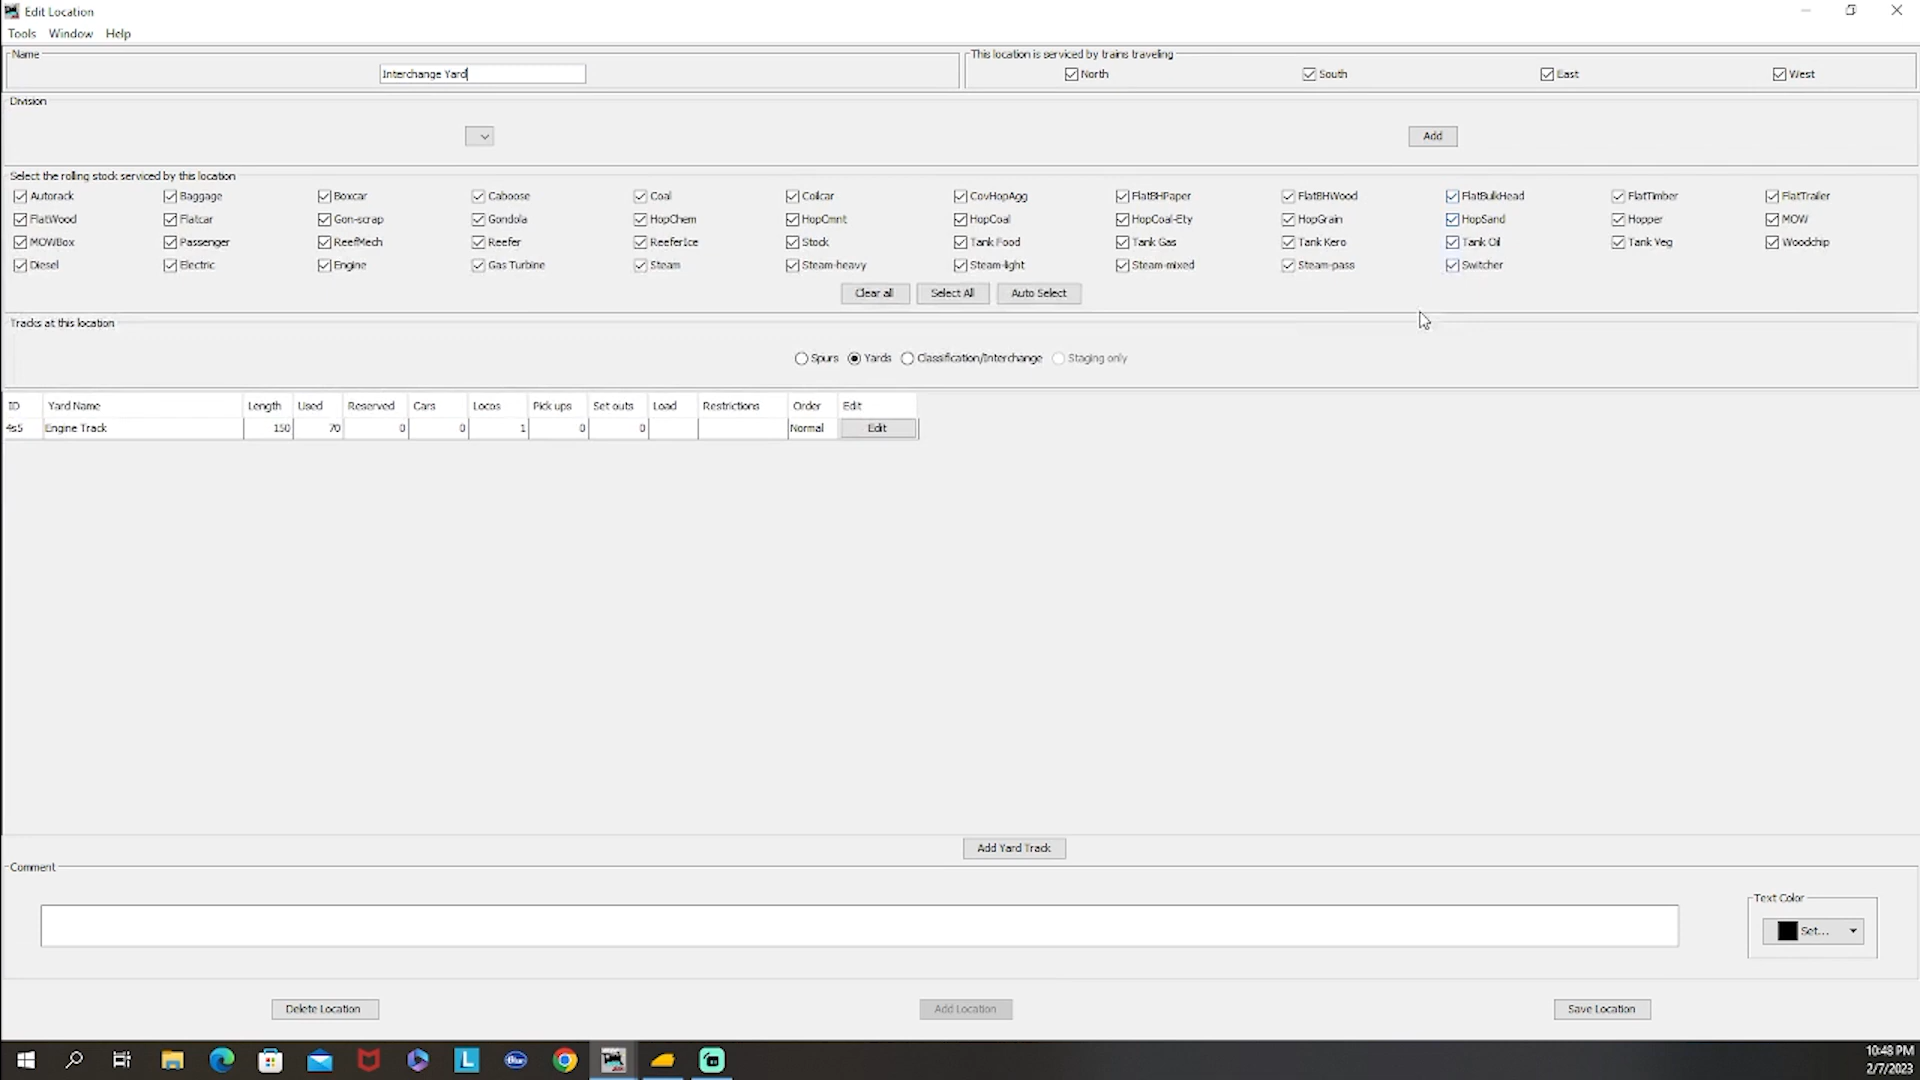 Edit Location
Tools Window Help
Name
Interchange Yard
This location is serviced by trains traveling
North South East West
Division
Add
Select the rolling stock serviced by this location
Autorack Baggage Boxcar Caboose Coal Coilcar CovHopAgg FlatBHPaper FlatBHWood FlatBulkHead FlatTimber FlatTrailer
FlatWood Flatcar Gon-scrap Gondola HopChem HopCmnt HopCoal HopCoal-Ety HopGrain HopSand Hopper MOW
MOWBox Passenger ReefMech Reefer ReeferIce Stock Tank Food Tank Gas Tank Kero Tank Oil Tank Veg Woodchip
Diesel Electric Engine Gas Turbine Steam Steam-heavy Steam-light Steam-mixed Steam-pass Switcher
Clear all Select All Auto Select
Tracks at this location
Spurs Yards Classification/Interchange Staging only
ID Yard Name Length Used Reserved Cars Locos Pick ups Set outs Load Restrictions Order Edit
4s5 Engine Track 150 70 0 0 1 0 0 Normal Edit
Add Yard Track
Comment
Text Color
Set...
Delete Location Add Location Save Location
L Blue
10:48 PM
2/7/2023